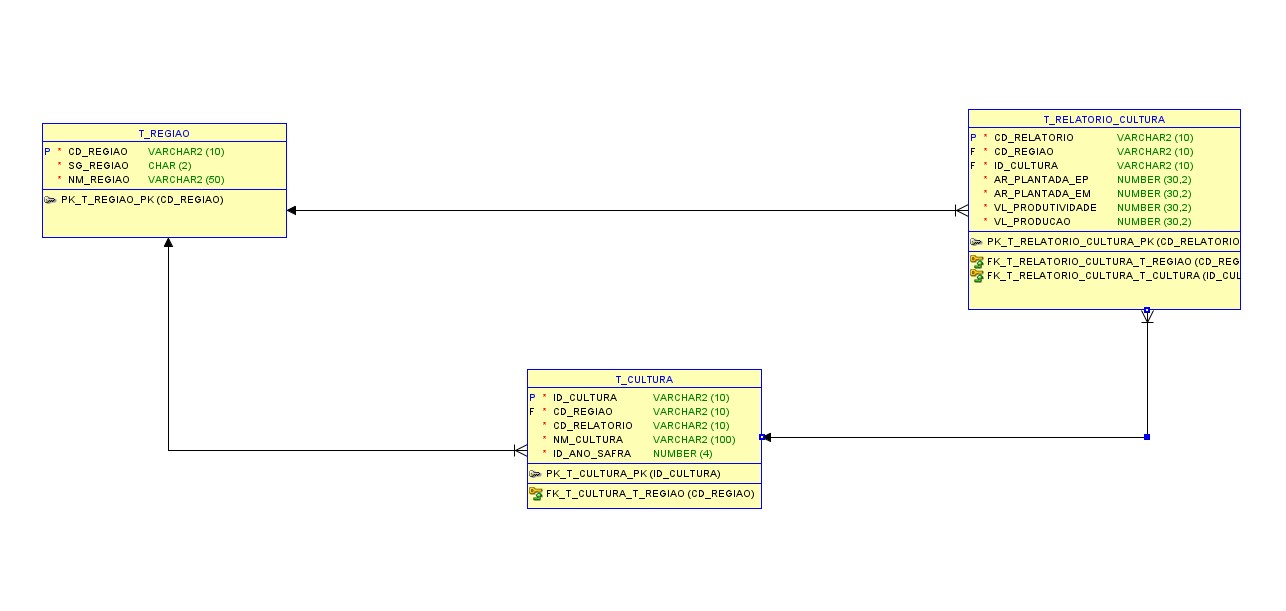 T_REGIAO
P * CD_REGIAO VARCHAR2 (10)
* SG_REGIAO CHAR (2)
* NM_REGIAO VARCHAR2 (50)
PK_T_REGIAO_PK (CD_REGIAO)
T_RELATORIO_CULTURA
P * CD_RELATORIO VARCHAR2 (10)
F * CD_REGIAO VARCHAR2 (10)
F * ID_CULTURA VARCHAR2 (10)
* AR_PLANTADA_EP NUMBER (30,2)
* AR_PLANTADA_EM NUMBER (30,2)
* VL_PRODUTIVIDADE NUMBER (30,2)
* VL_PRODUCAO NUMBER (30,2)
PK_T_RELATORIO_CULTURA_PK (CD_RELATORIO
FK_T_RELATORIO_CULTURA_T_REGIAO (CD_REG
FK_T_RELATORIO_CULTURA_T_CULTURA (ID_CUL
T_CULTURA
P * ID_CULTURA VARCHAR2 (10)
F * CD_REGIAO VARCHAR2 (10)
* CD_RELATORIO VARCHAR2 (10)
* NM_CULTURA VARCHAR2 (100)
* ID_ANO_SAFRA NUMBER (4)
PK_T_CULTURA_PK (ID_CULTURA)
FK_T_CULTURA_T_REGIAO (CD_REGIAO)